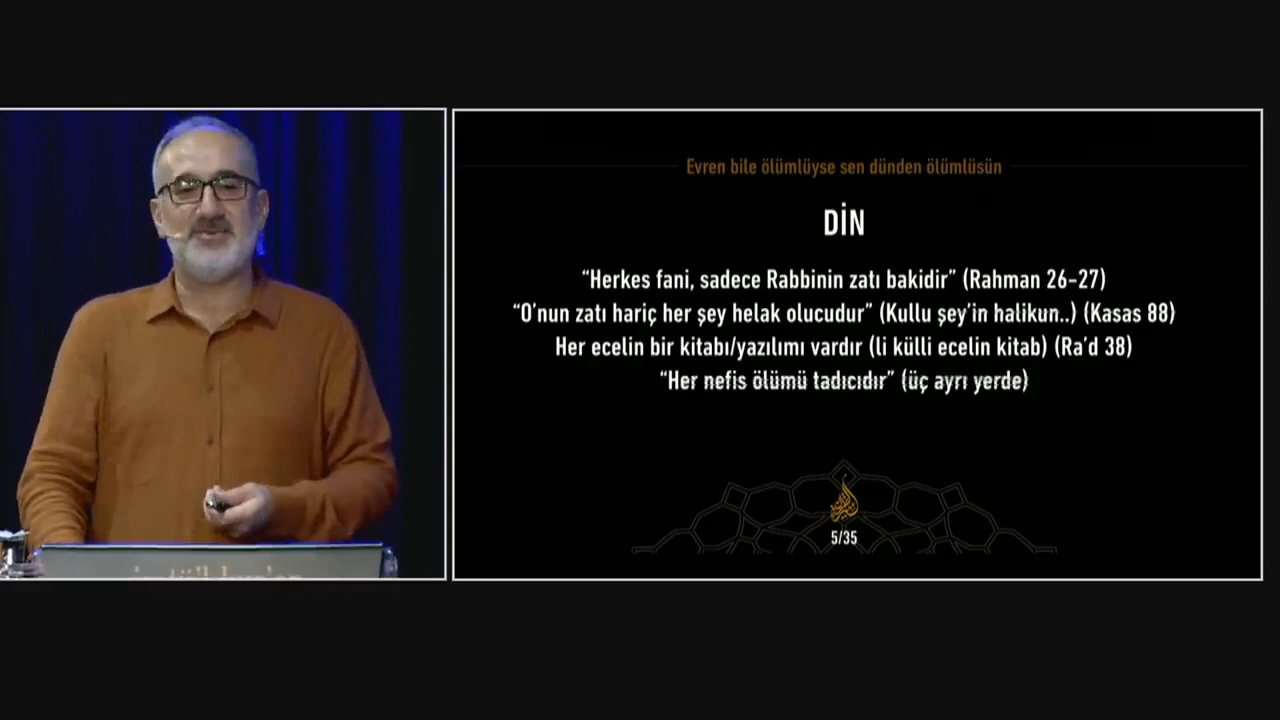 Evren bile ölümlüyse sen dünden ölümlüsün
DİN
“Herkes fani, sadece Rabbinin zatı bakidir” (Rahman 26-27)
“O’nun zatı hariç her şey helak olucudur” (Kullu şey’in halikun..) (Kasas 88)
Her ecelin bir kitabı/yazılımı vardır (li külli ecelin kitab) (Ra’d 38)
“Her nefis ölümü tadıcıdır” (üç ayrı yerde)
5/35